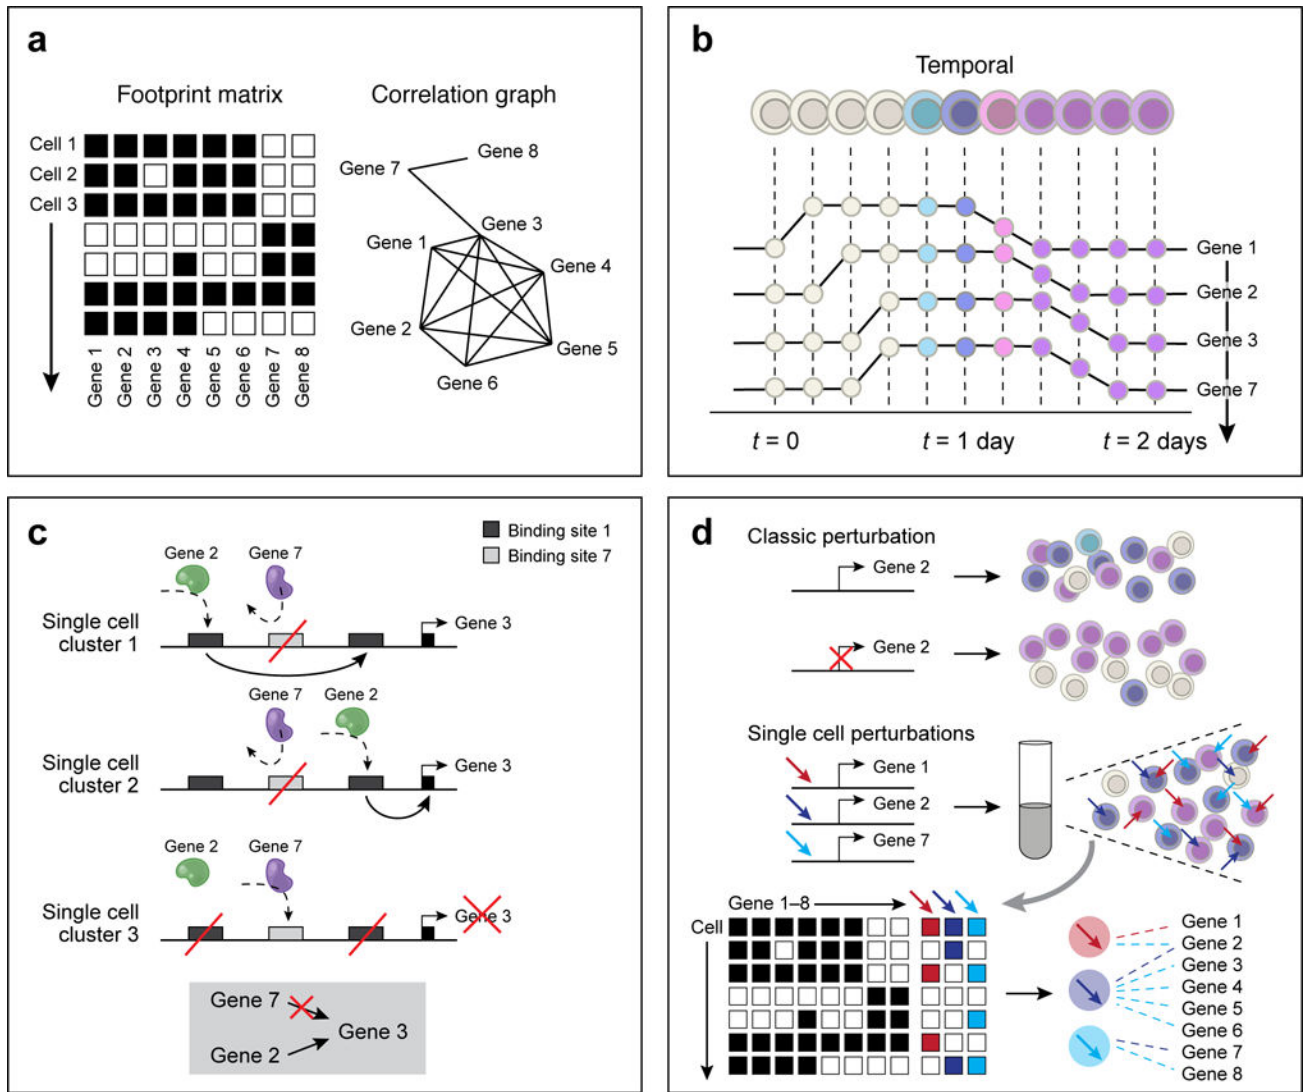 a
Footprint matrix
Correlation graph
Cell 1
Cell 2
Cell 3
Gene 1
Gene 2
Gene 3
Gene 4
Gene 5
Gene 6
Gene 7
Gene 8
Gene 8
Gene 7
Gene 3
Gene 1
Gene 4
Gene 2
Gene 5
Gene 6
b
Temporal
Gene 1
Gene 2
Gene 3
Gene 7
t = 0
t = 1 day
t = 2 days
c
Binding site 1
Binding site 7
Gene 2
Gene 7
Single cell
cluster 1
Gene 3
Gene 7
Gene 2
Single cell
cluster 2
Gene 3
Gene 2
Gene 7
Single cell
cluster 3
Gene 3
Gene 7
Gene 3
Gene 2
d
Classic perturbation
Gene 2
Gene 2
Single cell perturbations
Gene 1
Gene 2
Gene 7
Gene 1–8
Cell
Gene 1
Gene 2
Gene 3
Gene 4
Gene 5
Gene 6
Gene 7
Gene 8